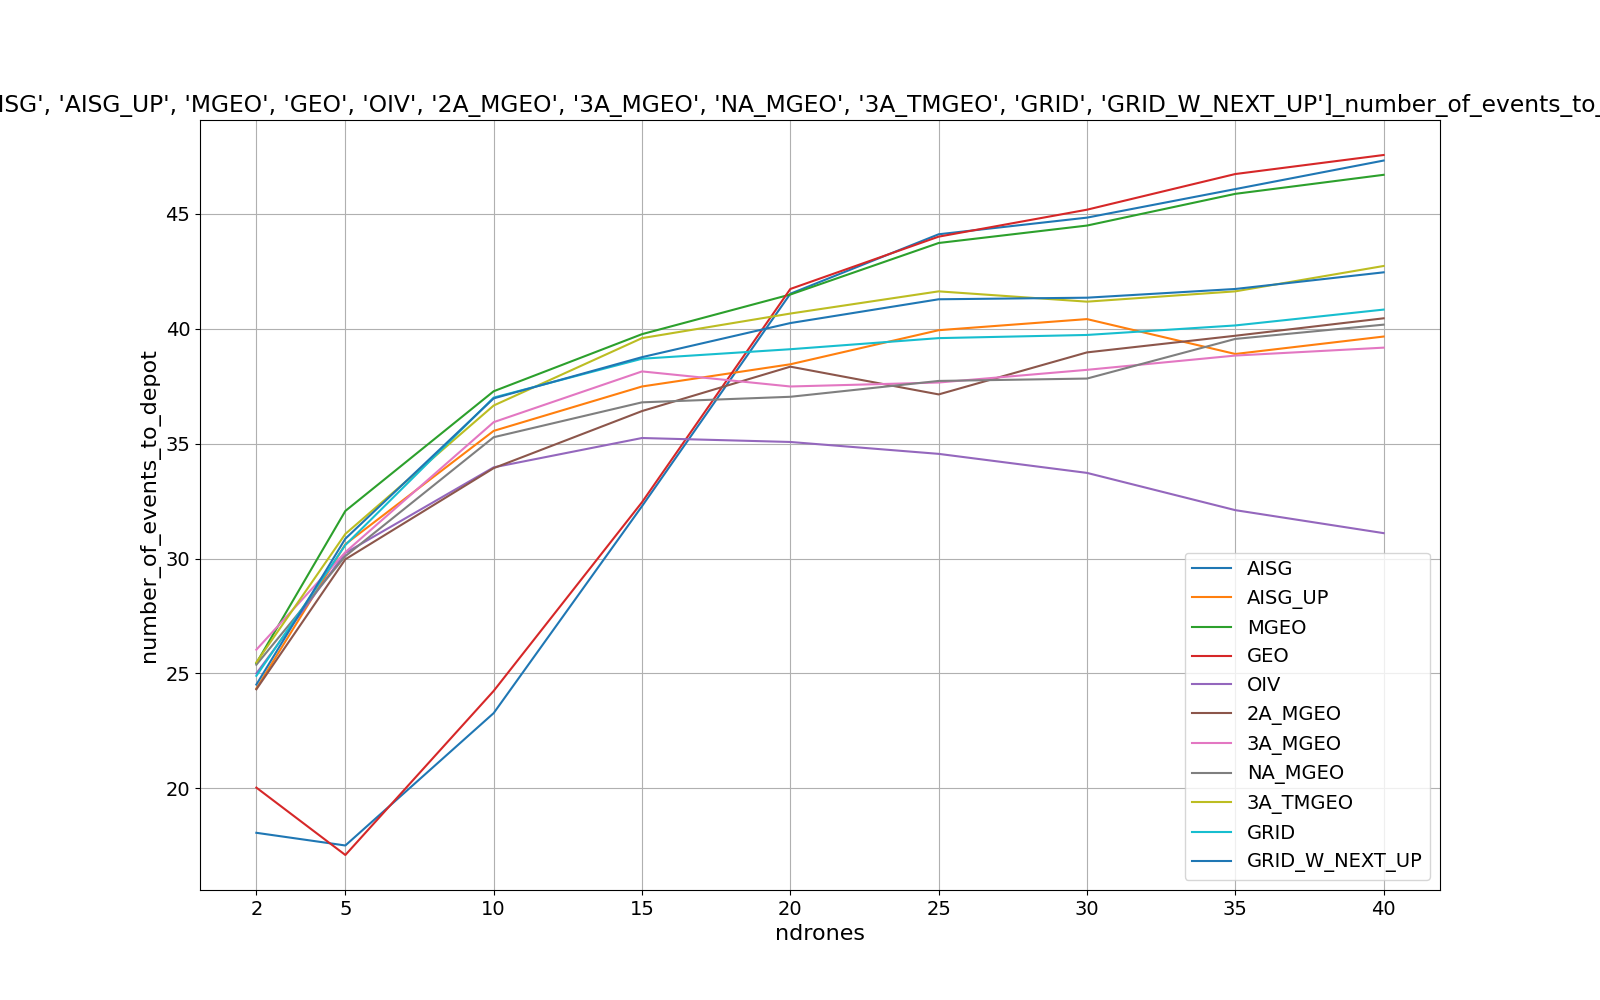 ISG', 'AISG_UP', 'MGEO', 'GEO', 'OIV', '2A_MGEO', '3A_MGEO', 'NA_MGEO', '3A_TMGEO', 'GRID', 'GRID_W_NEXT_UP']_number_of_events_to_
45
40
35
30
25
20
number_of_events_to_depot
AISG
AISG_UP
MGEO
GEO
OIV
2A_MGEO
3A_MGEO
NA_MGEO
3A_TMGEO
GRID
GRID_W_NEXT_UP
2 5 10 15 20 25 30 35 40
ndrones